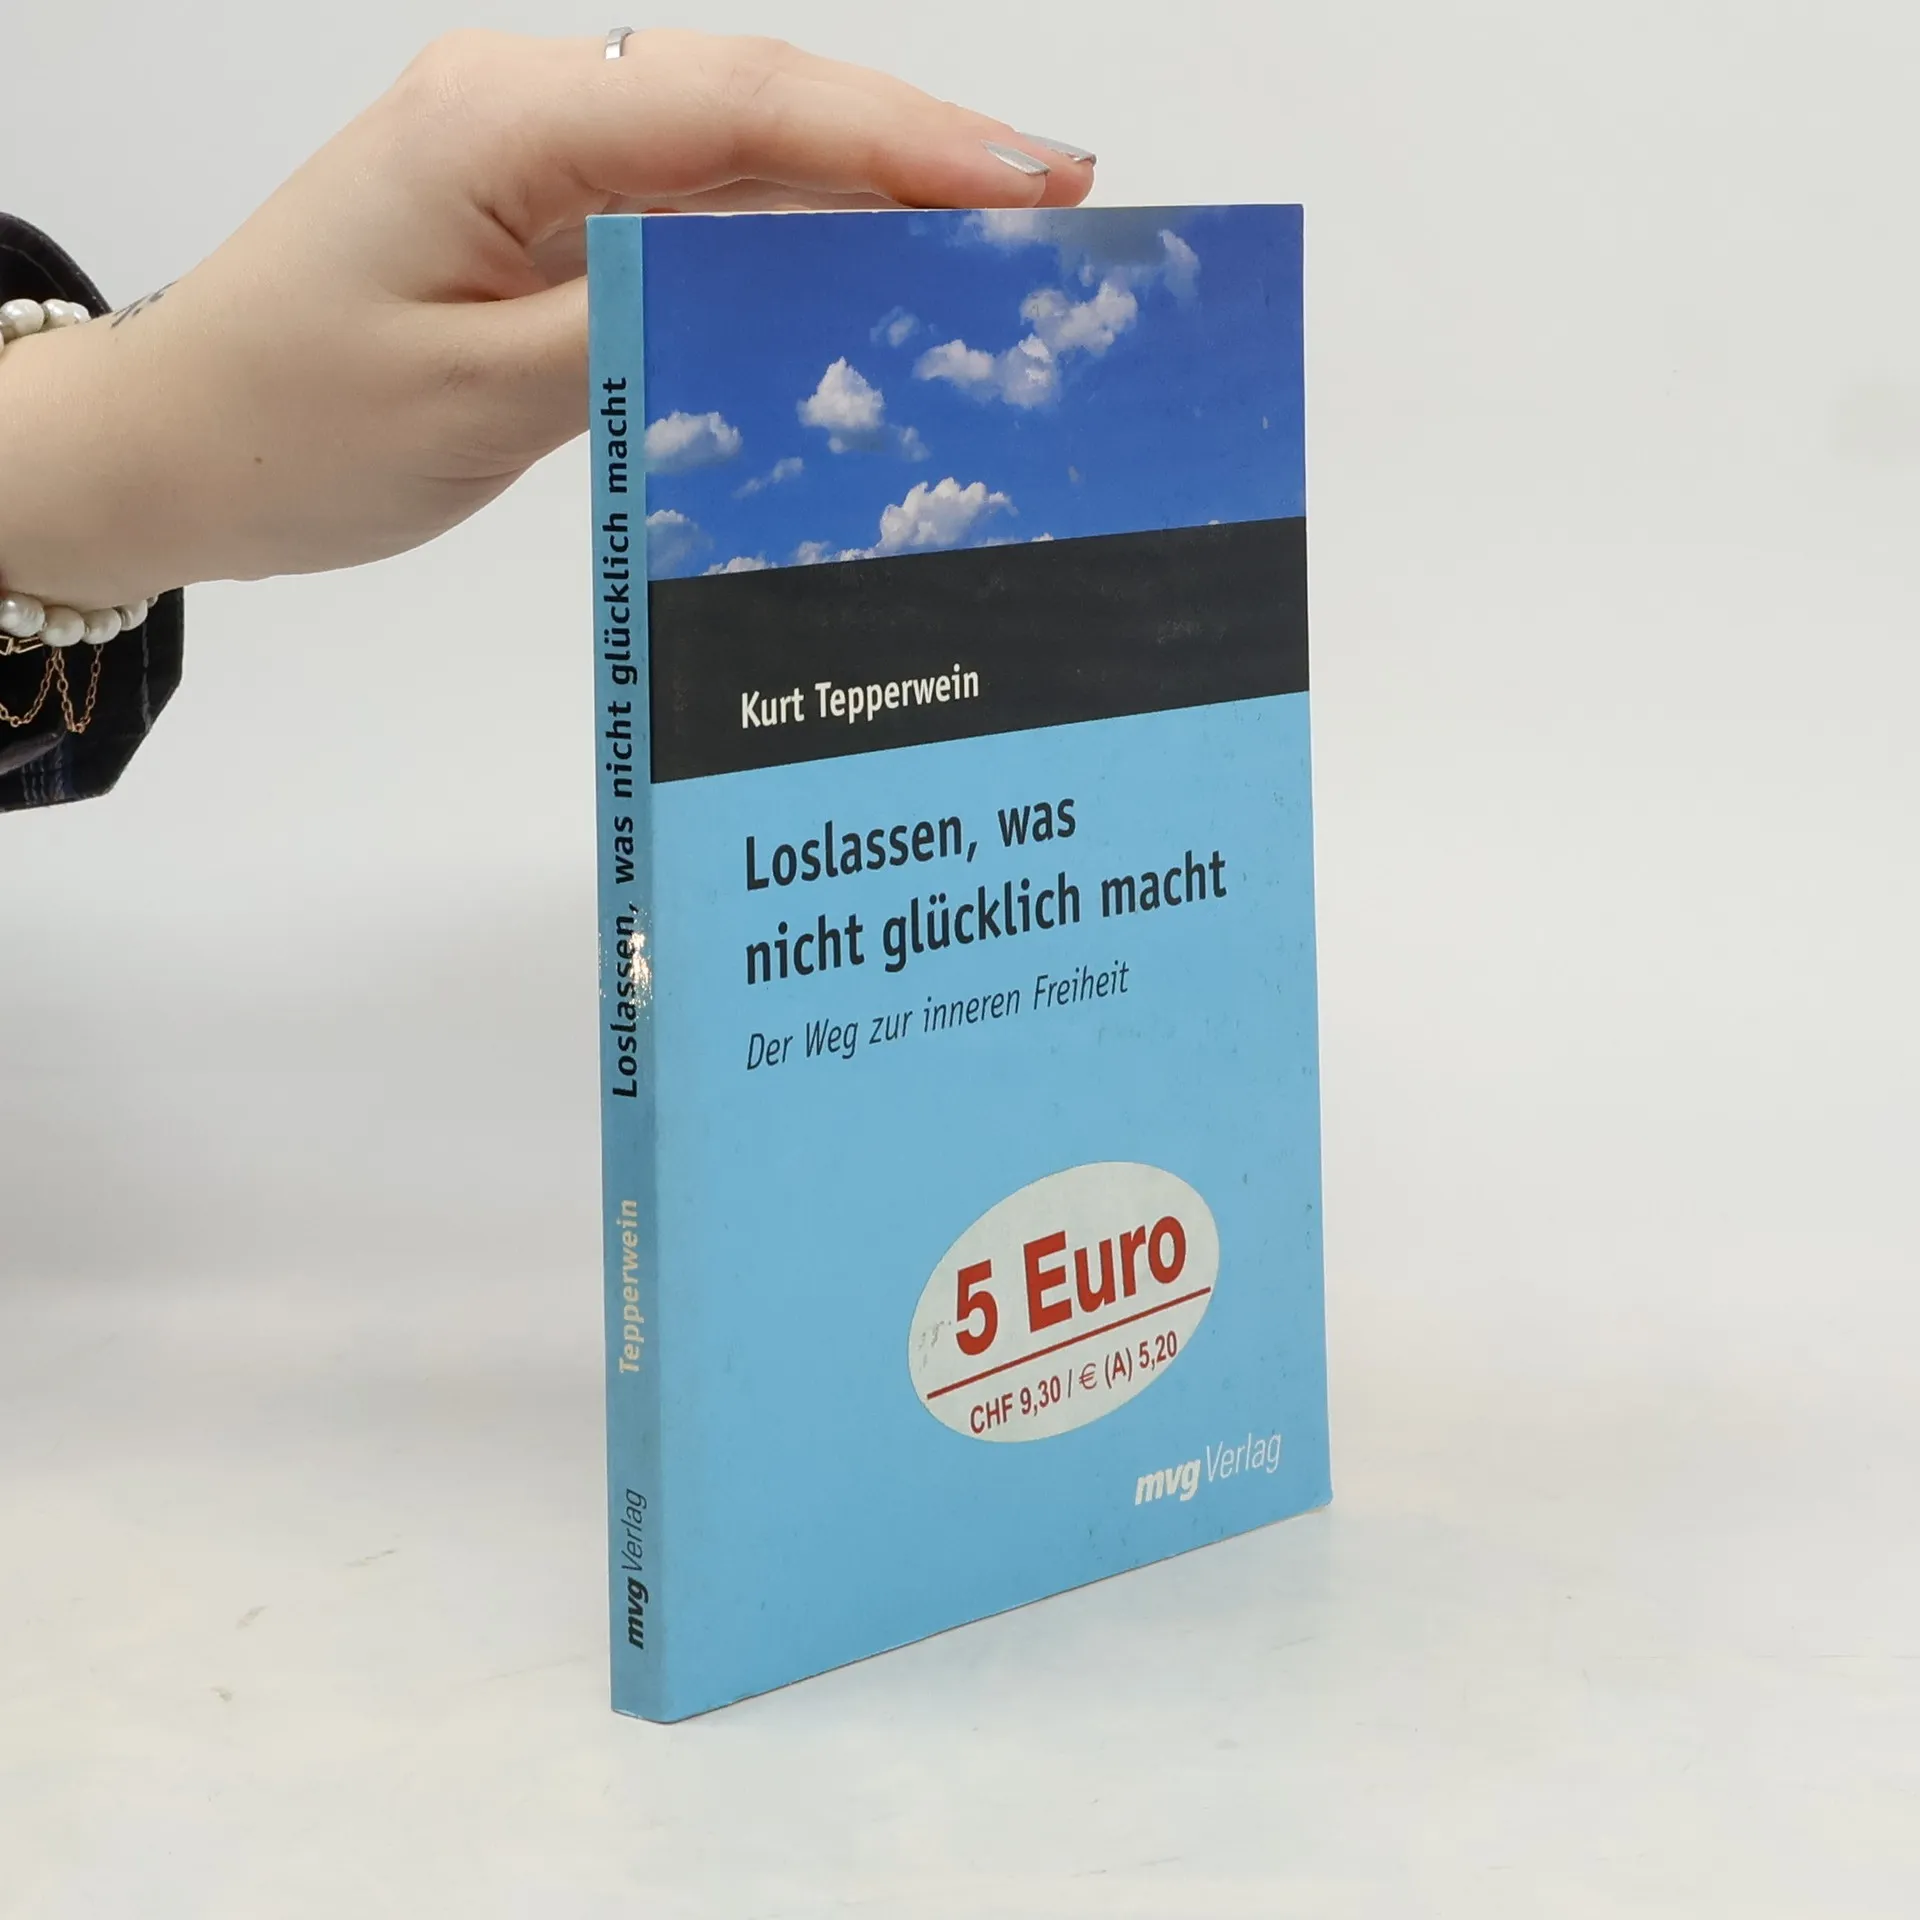 Loslassen, was nicht glücklich macht
Tepperwein
mvg Verlag
Kurt Tepperwein
Loslassen, was
nicht glücklich macht
Der Weg zur inneren Freiheit
5 Euro
CHF 9,30 / € (A) 5,20
mvg Verlag